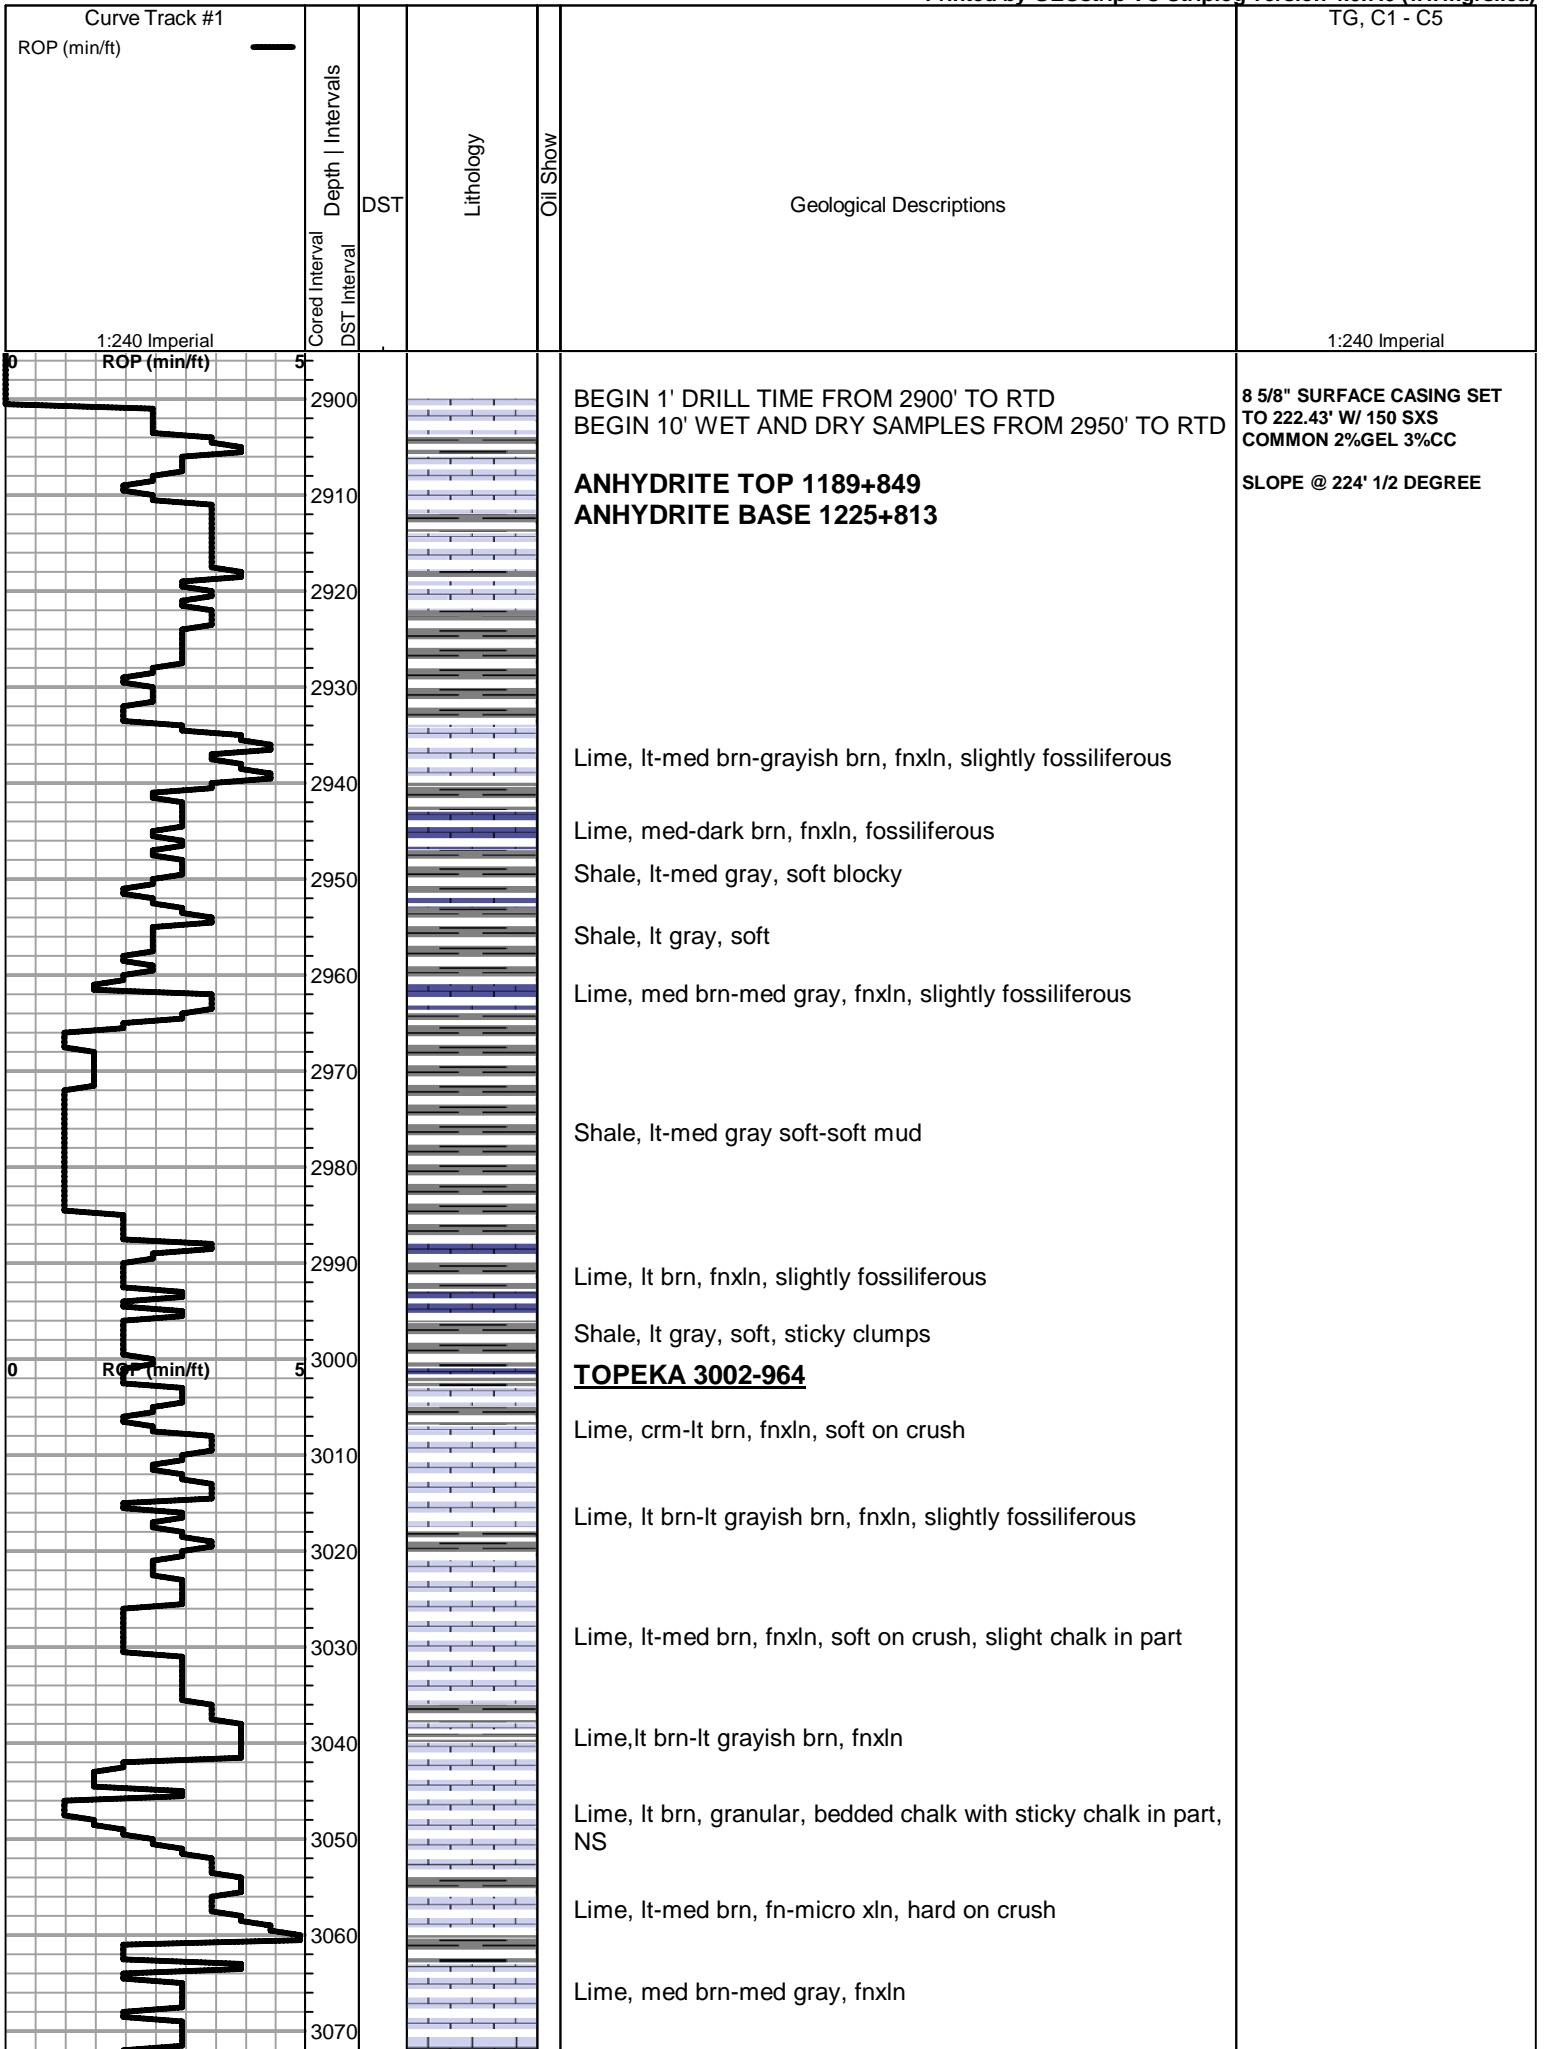 Curve Track #1
ROP (min/ft)
1:240 Imperial
Depth | Intervals
Cored Interval
DST Interval
DST
Lithology
Oil Show
Geological Descriptions
TG, C1 - C5
1:240 Imperial
0 ROP (min/ft) 5
2900
BEGIN 1' DRILL TIME FROM 2900' TO RTD
BEGIN 10' WET AND DRY SAMPLES FROM 2950' TO RTD
8 5/8" SURFACE CASING SET
TO 222.43' W/ 150 SXS
COMMON 2%GEL 3%CC
ANHYDRITE TOP 1189+849
SLOPE @ 224' 1/2 DEGREE
2910
ANHYDRITE BASE 1225+813
2920
2930
Lime, lt-med brn-grayish brn, fnxln, slightly fossiliferous
2940
Lime, med-dark brn, fnxln, fossiliferous
Shale, lt-med gray, soft blocky
2950
Shale, lt gray, soft
2960
Lime, med brn-med gray, fnxln, slightly fossiliferous
2970
Shale, lt-med gray soft-soft mud
2980
2990
Lime, lt brn, fnxln, slightly fossiliferous
Shale, lt gray, soft, sticky clumps
3000
0 ROP (min/ft) 5
TOPEKA 3002-964
Lime, crm-lt brn, fnxln, soft on crush
3010
Lime, lt brn-lt grayish brn, fnxln, slightly fossiliferous
3020
Lime, lt-med brn, fnxln, soft on crush, slight chalk in part
3030
Lime,lt brn-lt grayish brn, fnxln
3040
Lime, lt brn, granular, bedded chalk with sticky chalk in part,
NS
3050
Lime, lt-med brn, fn-micro xln, hard on crush
3060
Lime, med brn-med gray, fnxln
3070